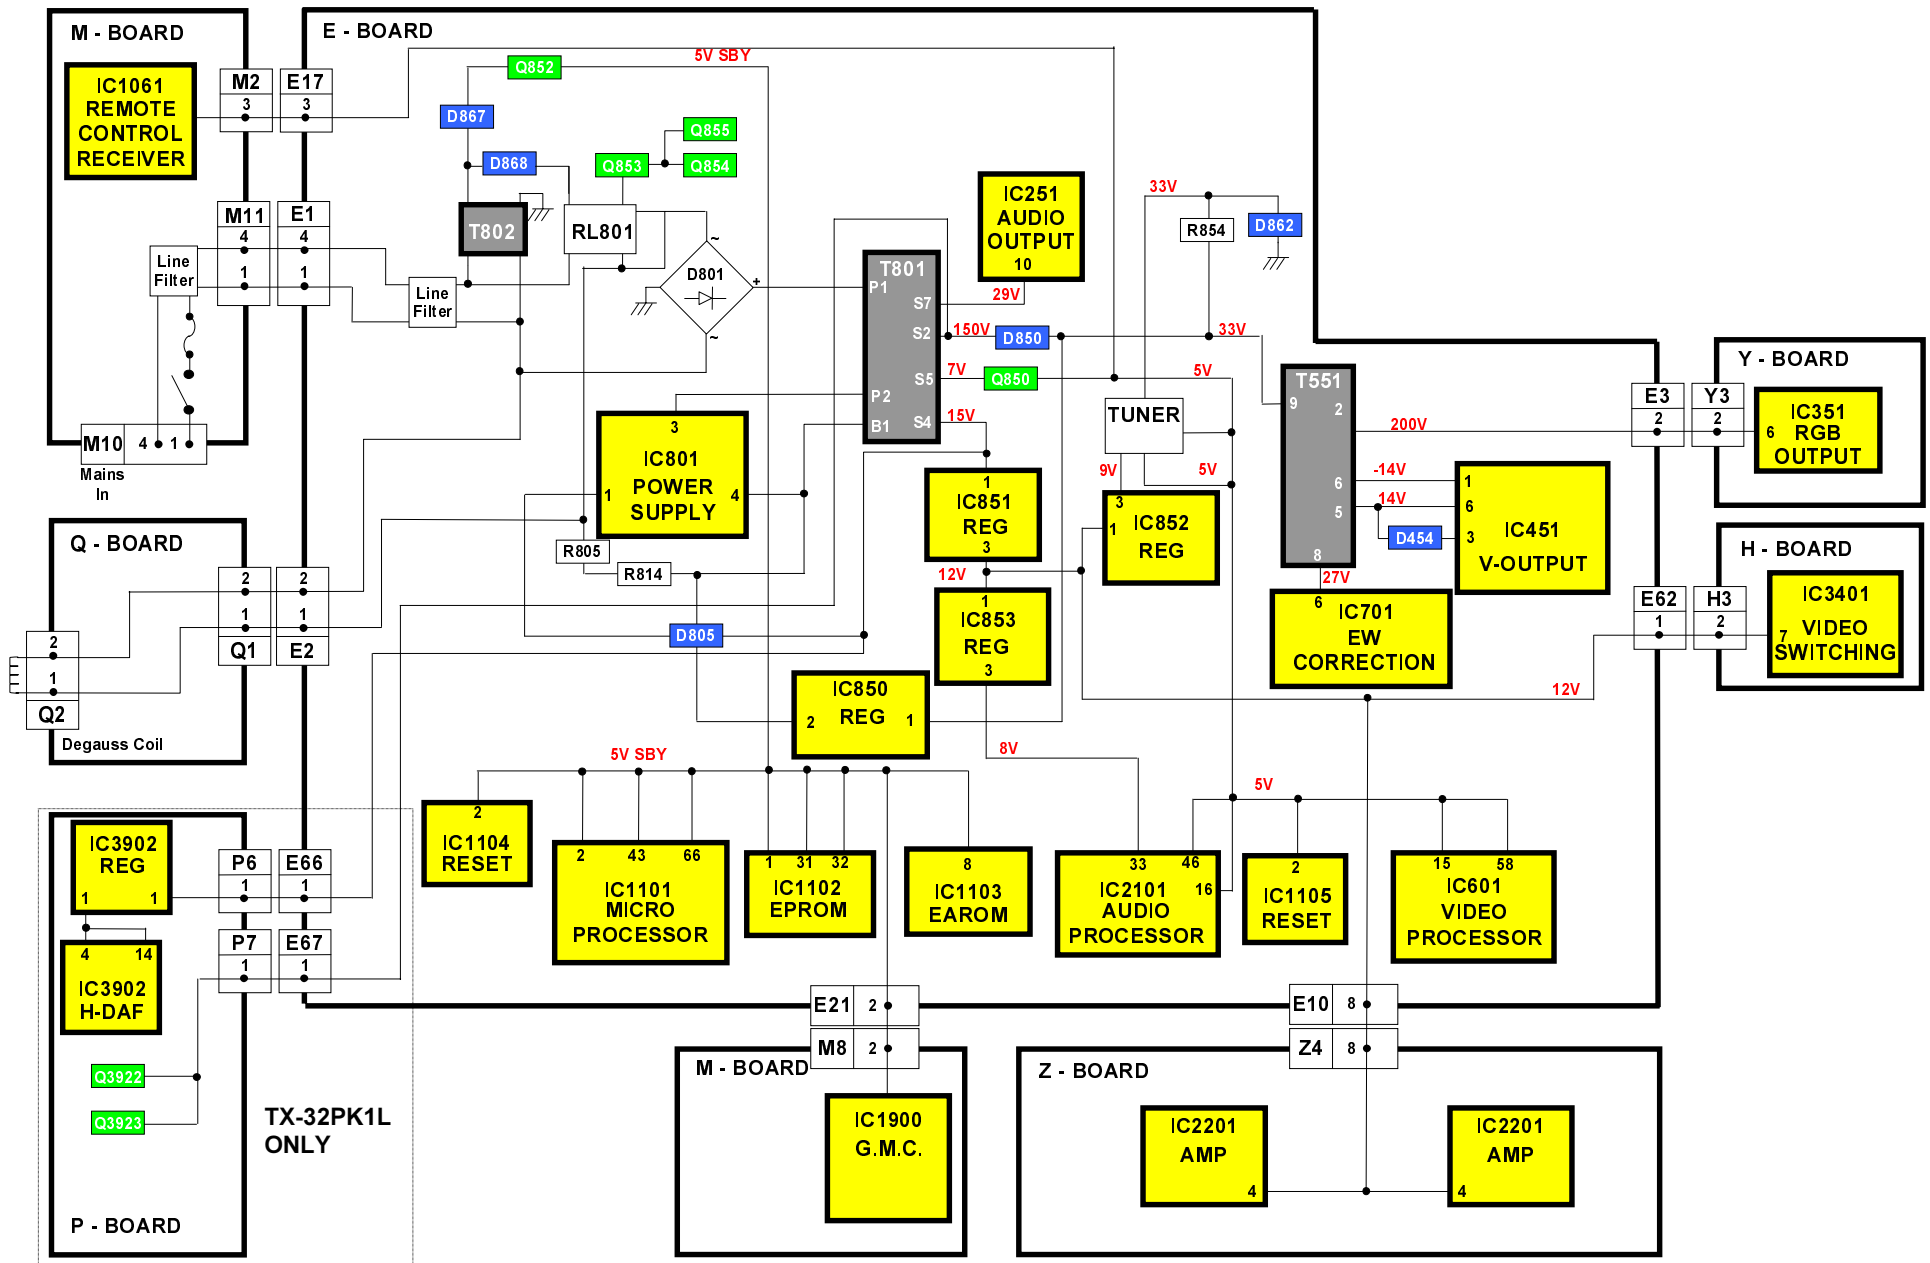 M - BOARD
IC1061
REMOTE
CONTROL
RECEIVER
M2
3
E17
3
M11
4
1
E1
4
1
Line
Filter
M10
4
1
Mains
In
E - BOARD
5V SBY
Q852
D867
D868
Q853
Q855
Q854
T802
RL801
Line
Filter
D801
~
+
~
T801
P1
S7
S2
S5
P2
S4
B1
IC251
AUDIO
OUTPUT
10
29V
150V
D850
33V
7V
Q850
5V
15V
33V
R854
D862
TUNER
9V
5V
3
IC801
POWER
SUPPLY
1
4
R805
R814
D805
1
IC851
REG
3
12V
1
IC853
REG
3
3
1
IC852
REG
IC850
REG
2
1
T551
9
2
6
5
8
200V
-14V
14V
D454
27V
1
6
3
IC451
V-OUTPUT
6
IC701
EW
CORRECTION
E3
2
Y3
2
Y - BOARD
6
IC351
RGB
OUTPUT
E62
1
H3
2
H - BOARD
IC3401
7
VIDEO
SWITCHING
12V
Q - BOARD
2
1
Q1
2
1
E2
2
1
Q2
Degauss Coil
5V SBY
8V
5V
2
IC1104
RESET
2
43
66
IC1101
MICRO
PROCESSOR
1
31
32
IC1102
EPROM
8
IC1103
EAROM
33
46
16
IC2101
AUDIO
PROCESSOR
2
IC1105
RESET
15
58
IC601
VIDEO
PROCESSOR
IC3902
REG
1
1
4
14
IC3902
H-DAF
P6
1
E66
1
P7
1
E67
1
Q3922
Q3923
P - BOARD
TX-32PK1L
ONLY
E21
2
M8
2
M - BOARD
IC1900
G.M.C.
E10
8
Z4
8
Z - BOARD
IC2201
AMP
4
IC2201
AMP
4